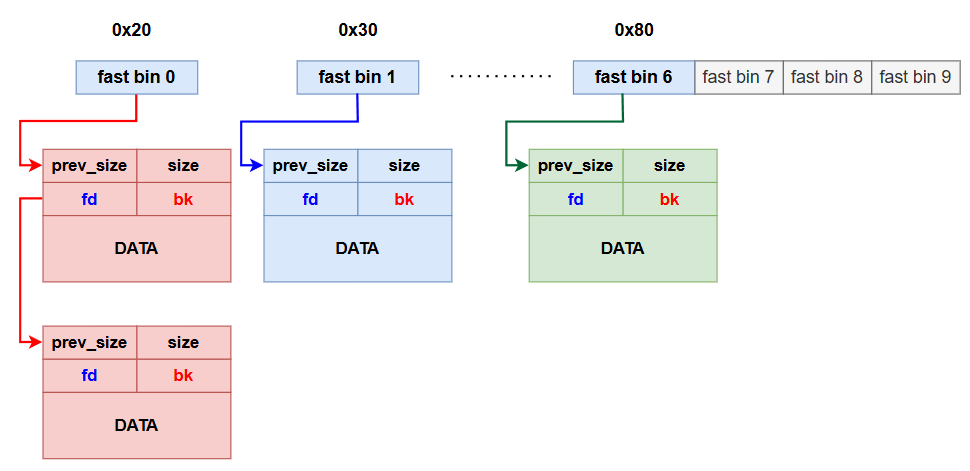 0x20 0x30 0x80
fast bin 0 fast bin 1 fast bin 6 fast bin 7 fast bin 8 fast bin 9
prev_size size prev_size size prev_size size
fd bk fd bk fd bk
DATA DATA DATA
prev_size size
fd bk
DATA